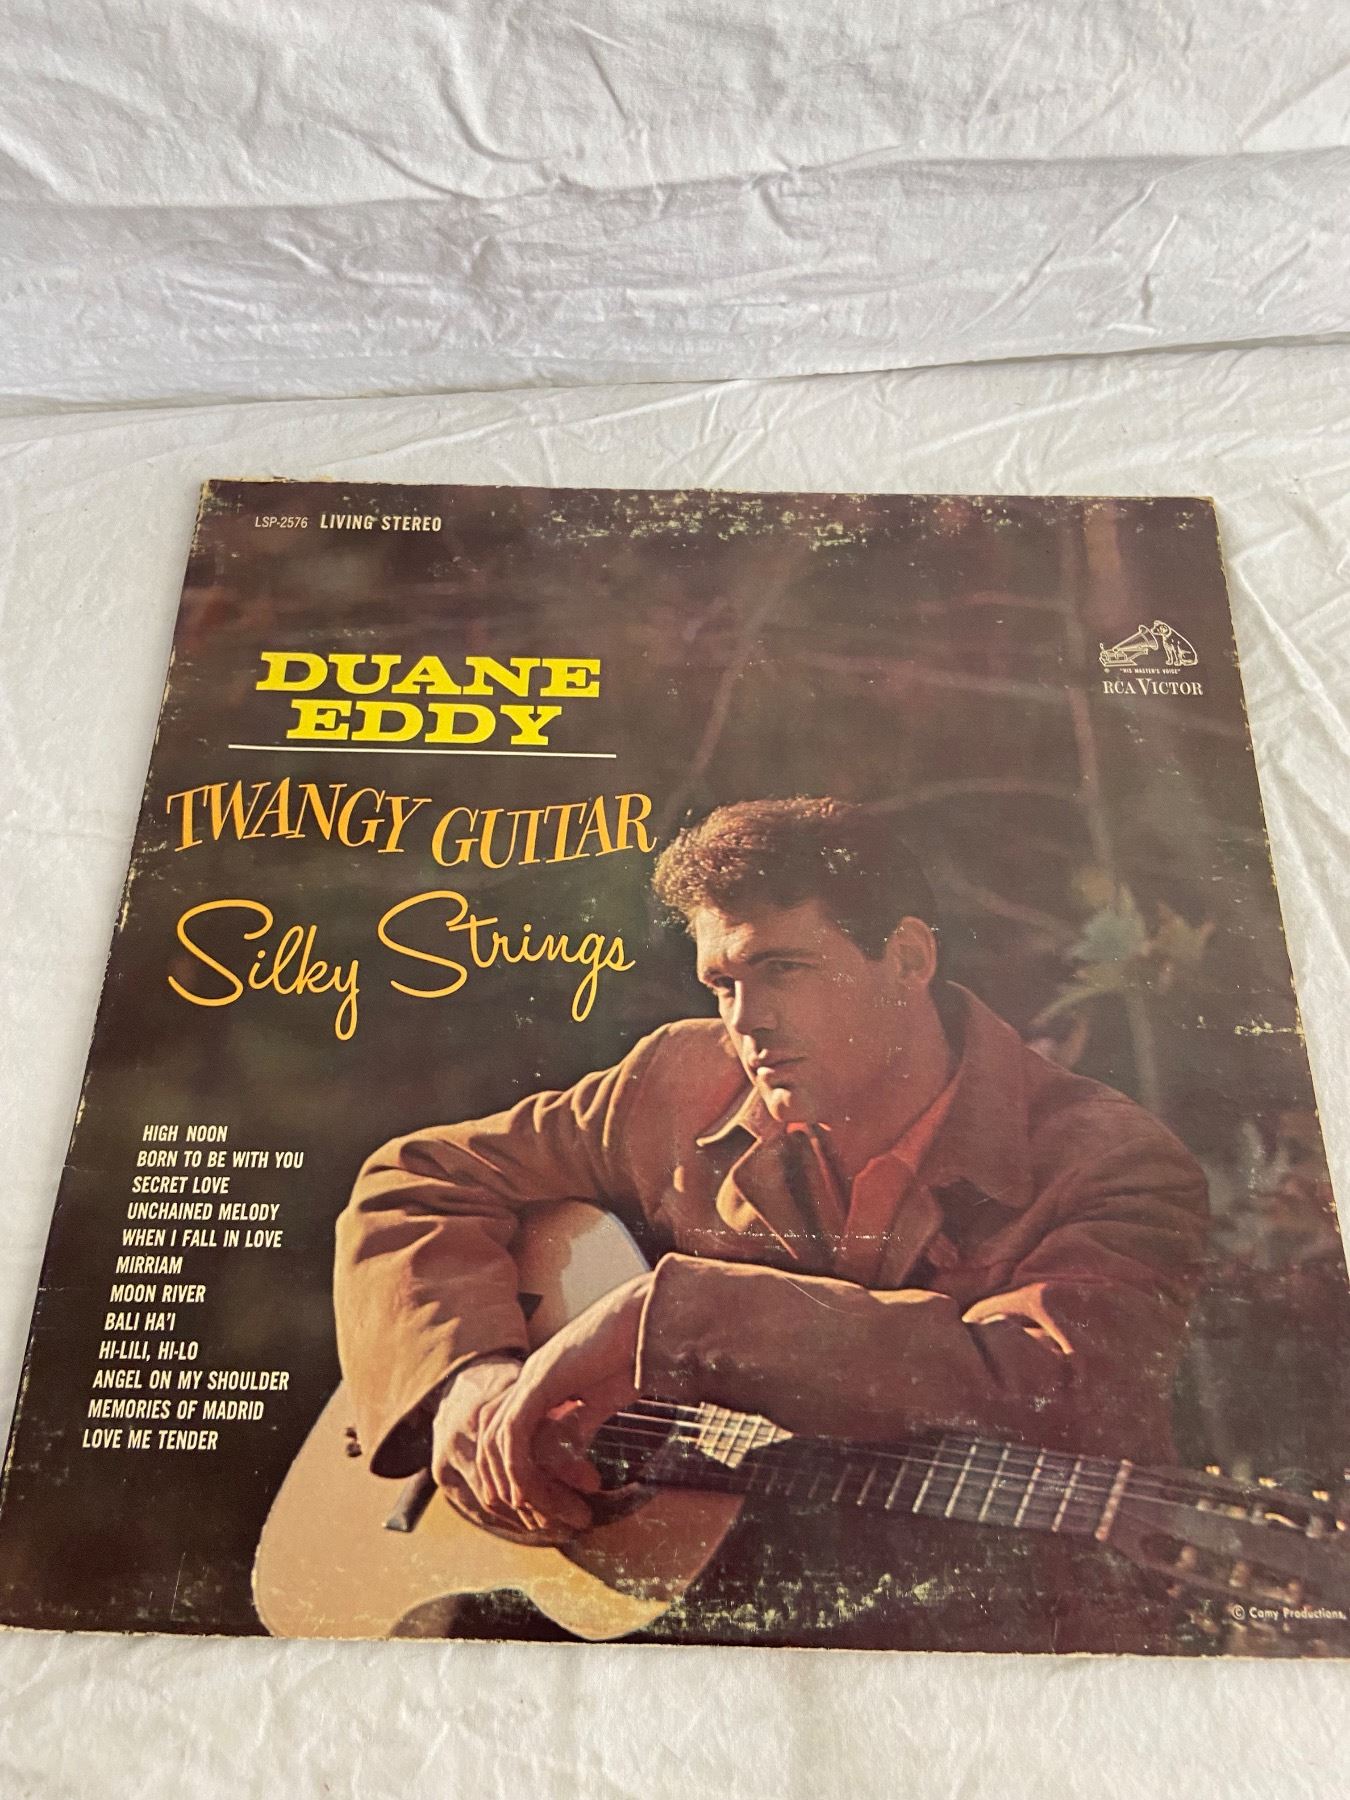 LSP-2576 LIVING STEREO
"HIS MASTER'S VOICE"
RCA VICTOR
DUANE
EDDY
TWANGY GUITAR
Silky Strings
HIGH NOON
BORN TO BE WITH YOU
SECRET LOVE
UNCHAINED MELODY
WHEN I FALL IN LOVE
MIRRIAM
MOON RIVER
BALI HA'I
HI-LILI, HI-LO
ANGEL ON MY SHOULDER
MEMORIES OF MADRID
LOVE ME TENDER
© Camy Productions,